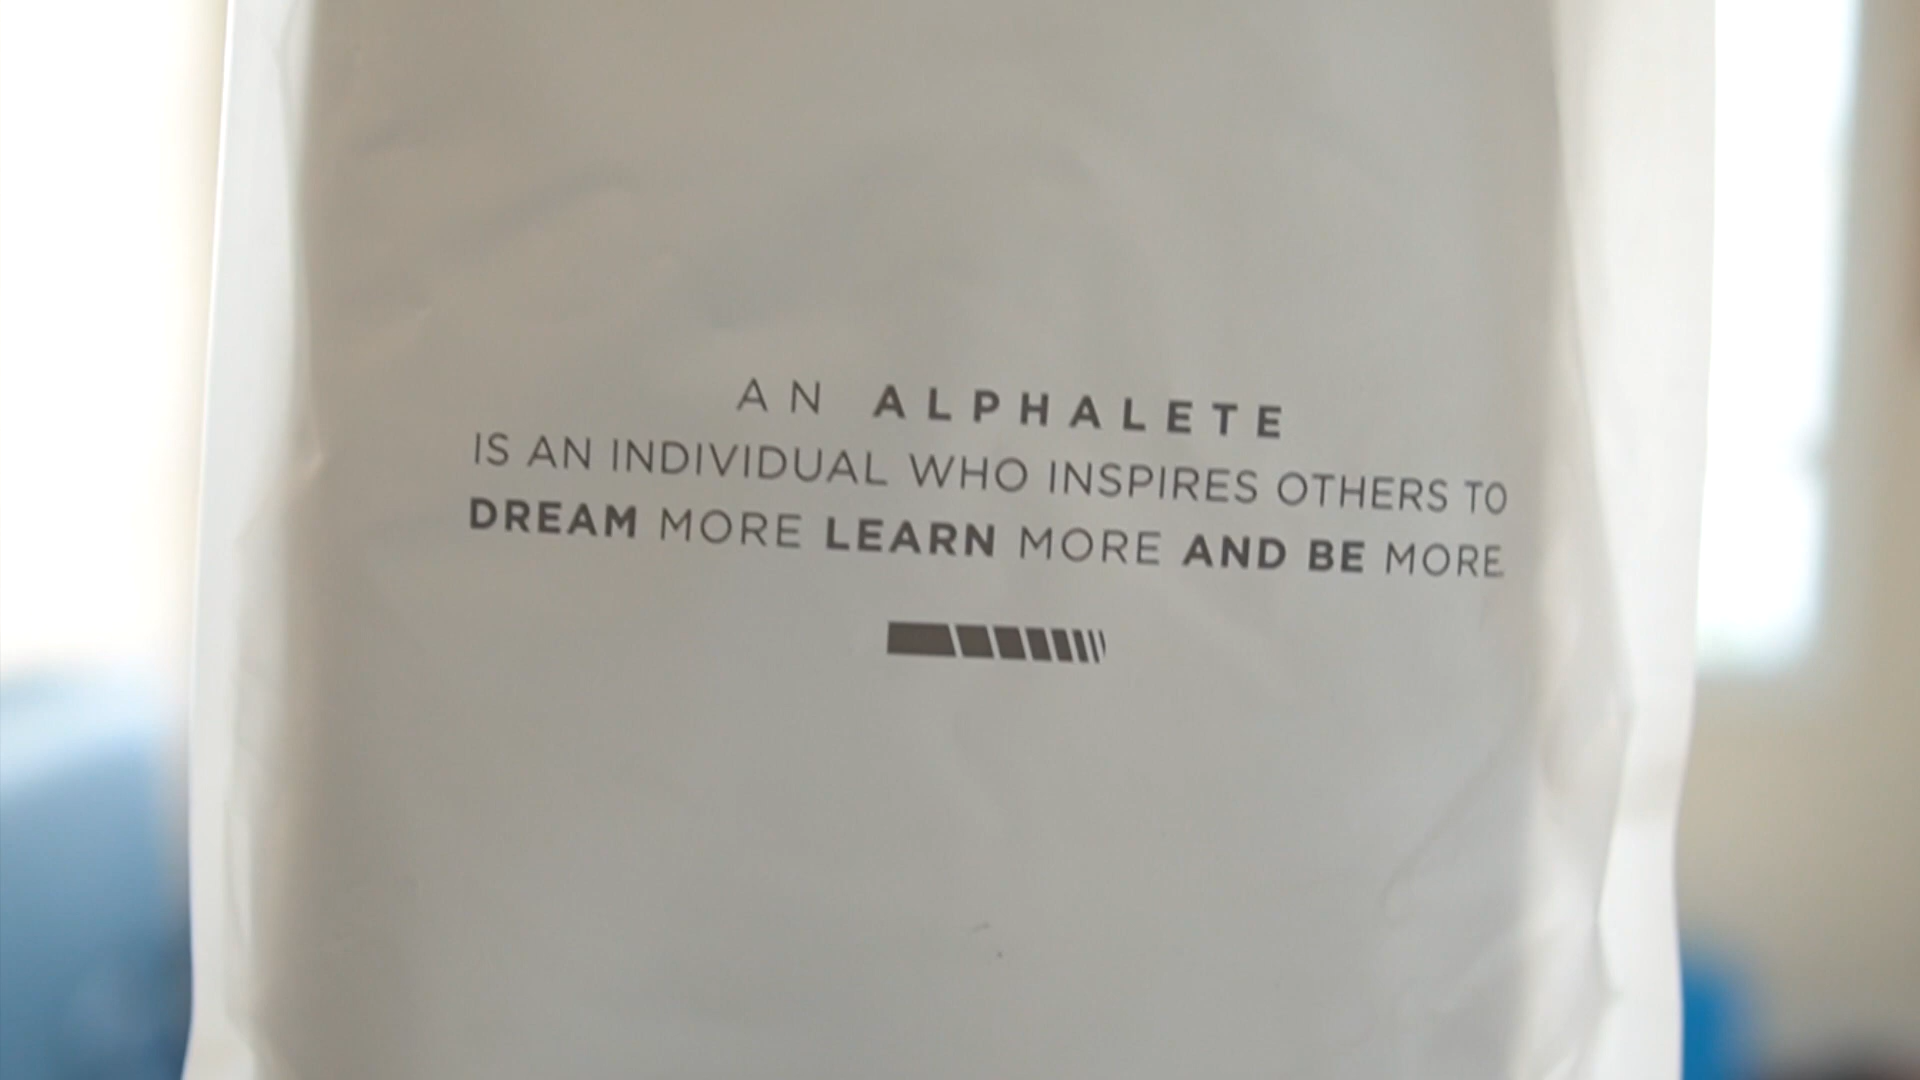 AN ALPHALETE
IS AN INDIVIDUAL WHO INSPIRES OTHERS TO
DREAM MORE LEARN MORE AND BE MORE